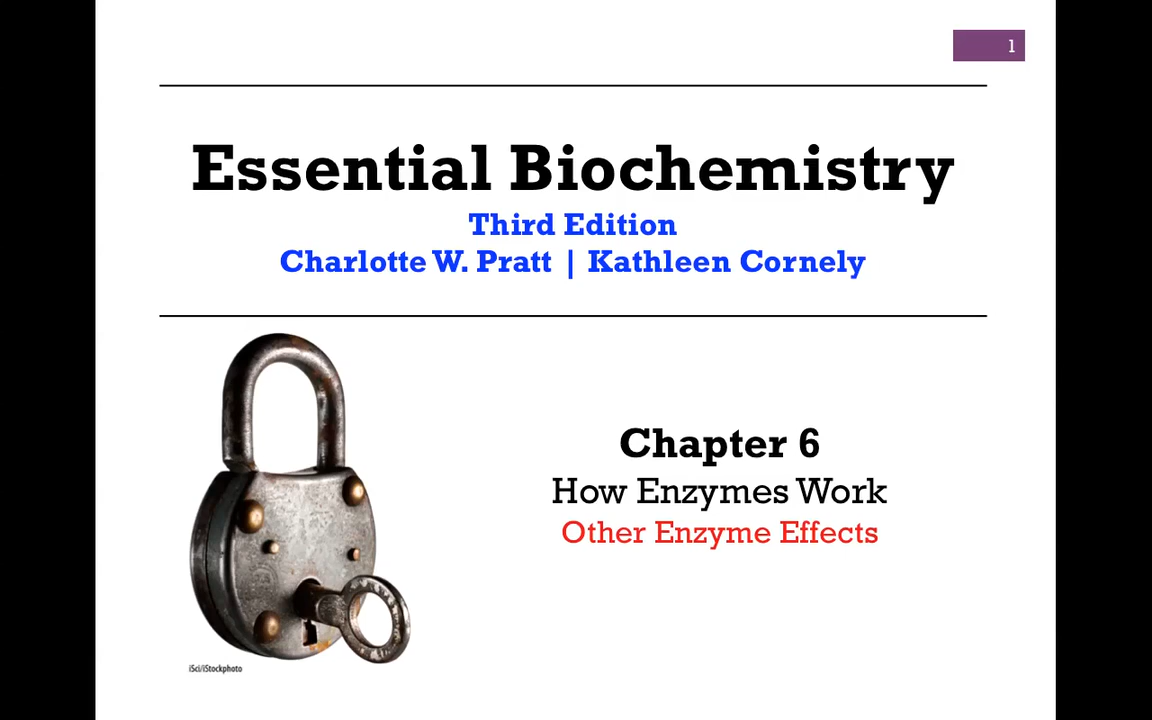 1
Essential Biochemistry
Third Edition
Charlotte W. Pratt | Kathleen Cornely
Chapter 6
How Enzymes Work
Other Enzyme Effects
iSci/iStockphoto